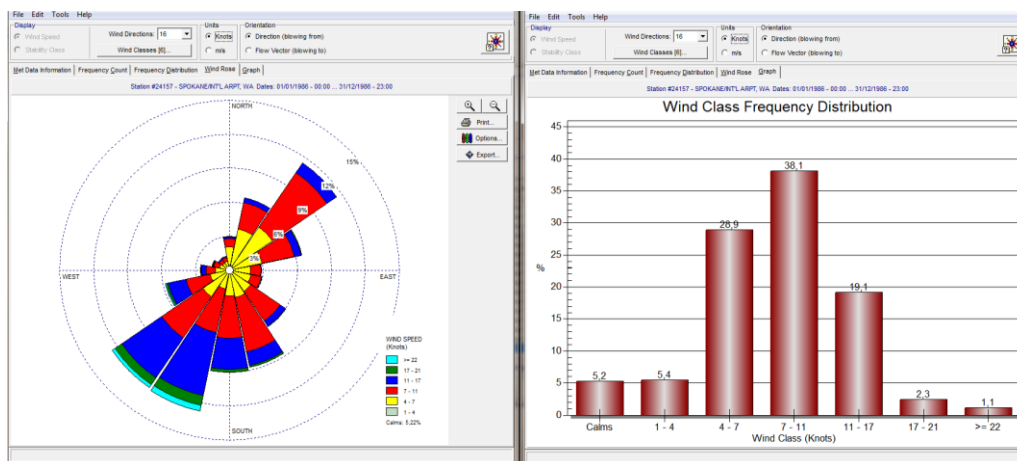 File Edit Tools Help
Display
Wind Speed
Stability Class
Wind Directions: 16
Wind Classes [6]...
Units
Knots
m/s
Orientation
Direction (blowing from)
Flow Vector (blowing to)
Met Data Information Frequency Count Frequency Distribution Wind Rose Graph
Station #24157 - SPOKANE/INT'L ARPT, WA Dates: 01/01/1986 - 00:00 ... 31/12/1986 - 23:00
NORTH
15%
12%
9%
6%
3%
WEST
EAST
SOUTH
Print...
Options...
Export...
WIND SPEED
(Knots)
>= 22
17 - 21
11 - 17
7 - 11
4 - 7
1 - 4
Calms: 5,22%
File Edit Tools Help
Display
Wind Speed
Stability Class
Wind Directions: 16
Wind Classes [6]...
Units
Knots
m/s
Orientation
Direction (blowing from)
Flow Vector (blowing to)
Met Data Information Frequency Count Frequency Distribution Wind Rose Graph
Station #24157 - SPOKANE/INT'L ARPT, WA Dates: 01/01/1986 - 00:00 ... 31/12/1986 - 23:00
Wind Class Frequency Distribution
45
40
35
30
25
20
15
10
5
0
%
5,2
5,4
28,9
38,1
19,1
2,3
1,1
Calms 1 - 4 4 - 7 7 - 11 11 - 17 17 - 21 >= 22
Wind Class (Knots)